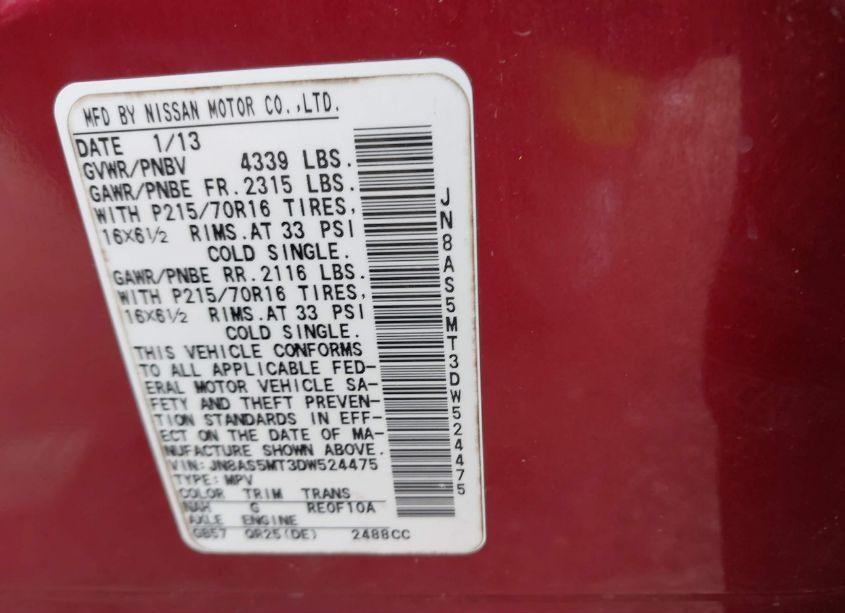 MFD BY NISSAN MOTOR CO.,LTD.
DATE 1/13
GVWR/PNBV 4339 LBS.
GAWR/PNBE FR.2315 LBS.
WITH P215/70R16 TIRES,
16X6½ RIMS.AT 33 PSI
COLD SINGLE.
GAWR/PNBE RR.2116 LBS.
WITH P215/70R16 TIRES,
16X6½ RIMS.AT 33 PSI
COLD SINGLE.
THIS VEHICLE CONFORMS
TO ALL APPLICABLE FED-
ERAL MOTOR VEHICLE SA-
FETY AND THEFT PREVEN-
TION STANDARDS IN EFF-
ECT ON THE DATE OF MA-
NUFACTURE SHOWN ABOVE.
VIN:JN8AS5MT3DW524475
TYPE:MPV
COLOR TRIM TRANS
NAH G RE0F10A
AXLE ENGINE
GB57 QR25(DE) 2488CC
JN8AS5MT3DW524475